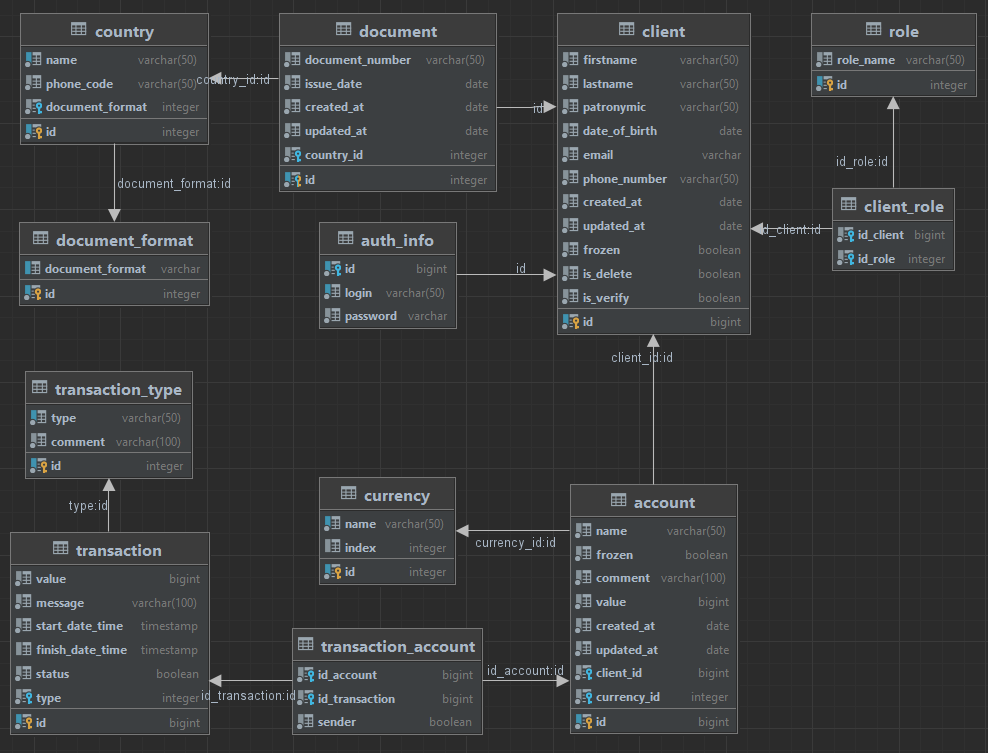 country
name varchar(50)
phone_code varchar(50)
document_format integer
id integer
country_id:id
document
document_number varchar(50)
issue_date date
created_at date
updated_at date
country_id integer
id integer
id
client
firstname varchar(50)
lastname varchar(50)
patronymic varchar(50)
date_of_birth date
email varchar
phone_number varchar(50)
created_at date
updated_at date
frozen boolean
is_delete boolean
is_verify boolean
id bigint
role
role_name varchar(50)
id integer
id_role:id
client_role
id_client bigint
id_role integer
id_client:id
document_format:id
document_format
document_format varchar
id integer
auth_info
id bigint
login varchar(50)
password varchar
id
client_id:id
transaction_type
type varchar(50)
comment varchar(100)
id integer
type:id
transaction
value bigint
message varchar(100)
start_date_time timestamp
finish_date_time timestamp
status boolean
type integer
id bigint
id_transaction:id
currency
name varchar(50)
index integer
id integer
currency_id:id
transaction_account
id_account bigint
id_transaction bigint
sender boolean
id_account:id
account
name varchar(50)
frozen boolean
comment varchar(100)
value bigint
created_at date
updated_at date
client_id bigint
currency_id integer
id bigint